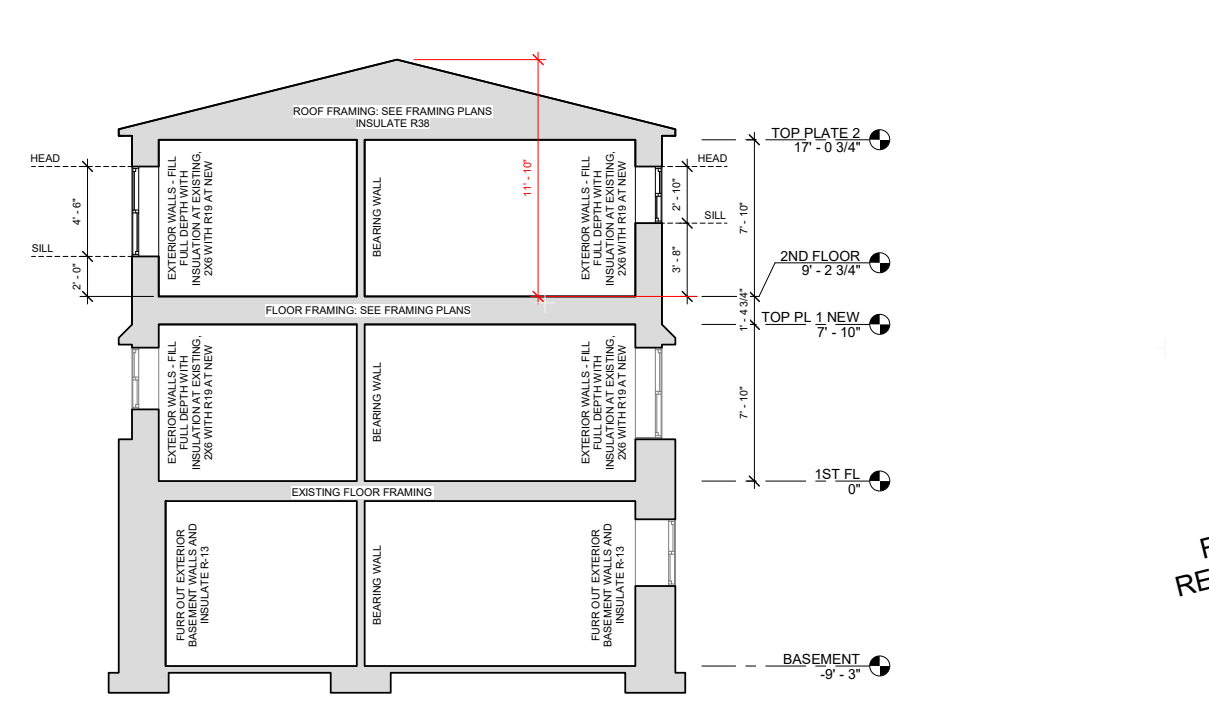 ROOF FRAMING: SEE FRAMING PLANS
INSULATE R38
TOP PLATE 2
17' - 0 3/4"
HEAD
HEAD
4' - 6"
SILL
2' - 0"
EXTERIOR WALLS - FILL
FULL DEPTH WITH
INSULATION AT EXISTING,
2X6 WITH R19 AT NEW
BEARING WALL
11' - 10"
EXTERIOR WALLS - FILL
FULL DEPTH WITH
INSULATION AT EXISTING,
2X6 WITH R19 AT NEW
2' - 10"
SILL
3' - 8"
7' - 10"
2ND FLOOR
9' - 2 3/4"
1' - 4 3/4"
FLOOR FRAMING: SEE FRAMING PLANS
TOP PL 1 NEW
7' - 10"
EXTERIOR WALLS - FILL
FULL DEPTH WITH
INSULATION AT EXISTING,
2X6 WITH R19 AT NEW
BEARING WALL
EXTERIOR WALLS - FILL
FULL DEPTH WITH
INSULATION AT EXISTING,
2X6 WITH R19 AT NEW
7' - 10"
1ST FL
0"
EXISTING FLOOR FRAMING
FURR OUT EXTERIOR
BASEMENT WALLS AND
INSULATE R-13
BEARING WALL
FURR OUT EXTERIOR
BASEMENT WALLS AND
INSULATE R-13
BASEMENT
-9' - 3"